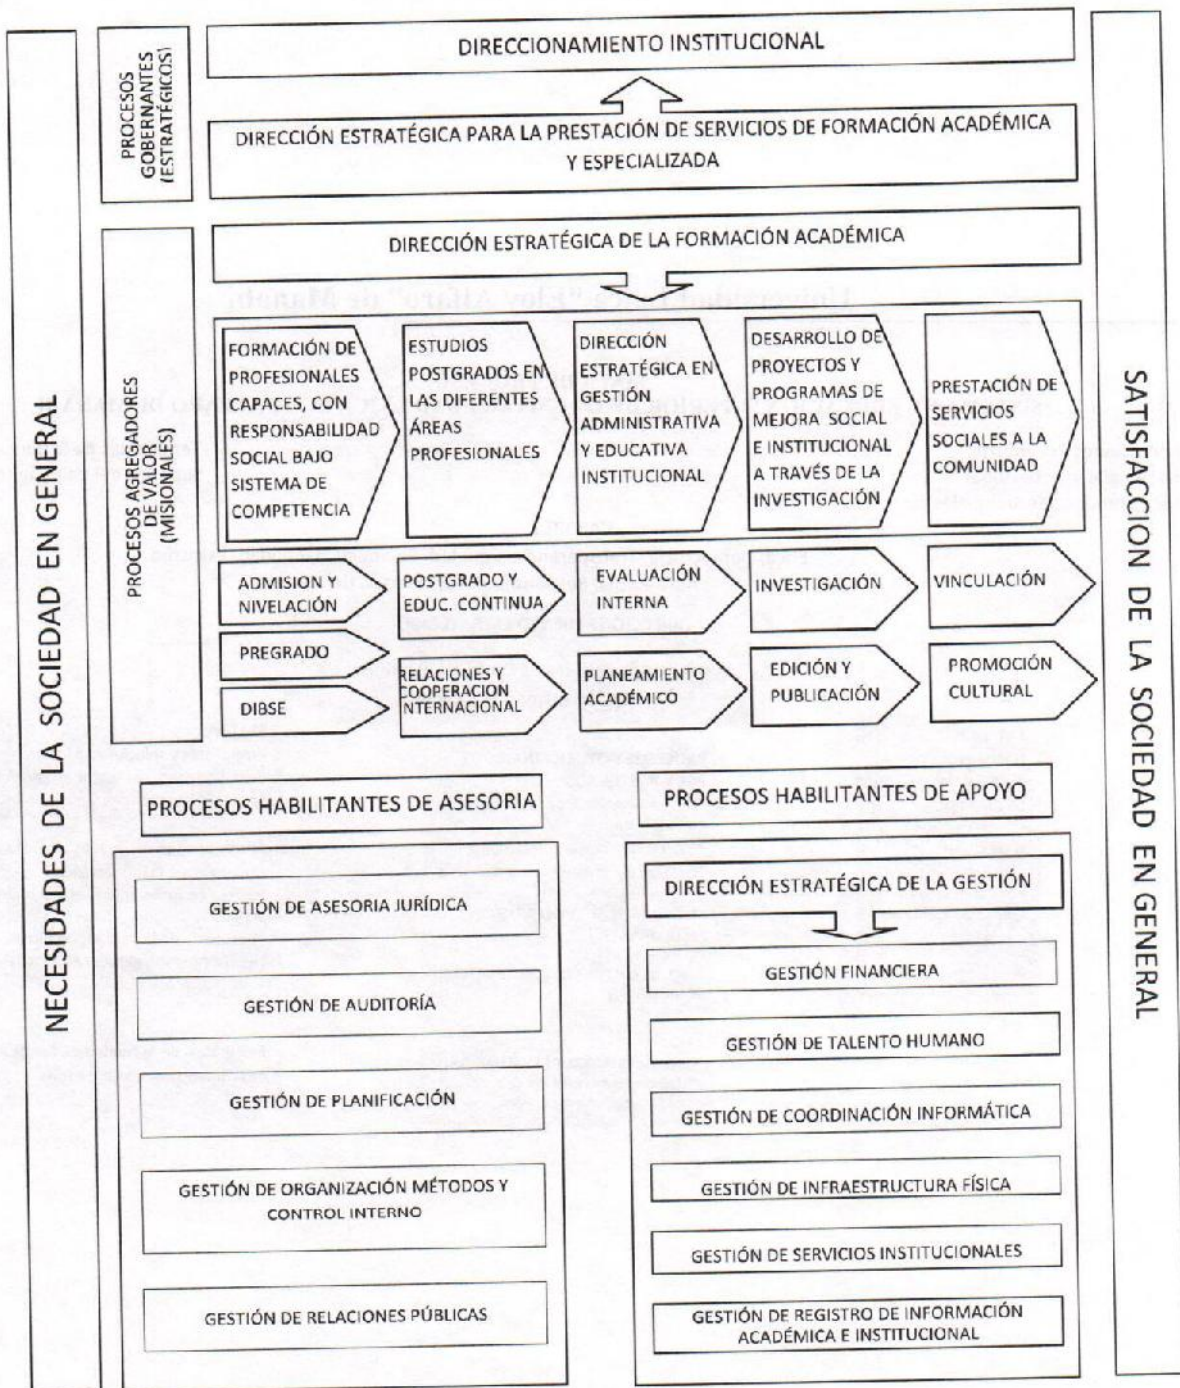 NECESIDADES DE LA SOCIEDAD EN GENERAL
PROCESOS
GOBERNANTES
(ESTRATÉGICOS)
DIRECCIONAMIENTO INSTITUCIONAL
DIRECCIÓN ESTRATÉGICA PARA LA PRESTACIÓN DE SERVICIOS DE FORMACIÓN ACADÉMICA
Y ESPECIALIZADA
PROCESOS AGREGADORES
DE VALOR
(MISIONALES)
DIRECCIÓN ESTRATÉGICA DE LA FORMACIÓN ACADÉMICA
Universidad Laica "Eloy Alfaro" de Manabí
FORMACIÓN DE
PROFESIONALES
CAPACES, CON
RESPONSABILIDAD
SOCIAL BAJO
SISTEMA DE
COMPETENCIA
ESTUDIOS
POSTGRADOS EN
LAS DIFERENTES
ÁREAS
PROFESIONALES
DIRECCIÓN
ESTRATÉGICA EN
GESTIÓN
ADMINISTRATIVA
Y EDUCATIVA
INSTITUCIONAL
DESARROLLO DE
PROYECTOS Y
PROGRAMAS DE
MEJORA SOCIAL
E INSTITUCIONAL
A TRAVÉS DE LA
INVESTIGACIÓN
PRESTACIÓN DE
SERVICIOS
SOCIALES A LA
COMUNIDAD
ADMISION Y
NIVELACIÓN
POSTGRADO Y
EDUC. CONTINUA
EVALUACIÓN
INTERNA
INVESTIGACIÓN
VINCULACIÓN
PREGRADO
DIBSE
RELACIONES Y
COOPERACION
INTERNACIONAL
PLANEAMIENTO
ACADÉMICO
EDICIÓN Y
PUBLICACIÓN
PROMOCIÓN
CULTURAL
PROCESOS HABILITANTES DE ASESORIA
GESTIÓN DE ASESORIA JURÍDICA
GESTIÓN DE AUDITORÍA
GESTIÓN DE PLANIFICACIÓN
GESTIÓN DE ORGANIZACIÓN MÉTODOS Y
CONTROL INTERNO
GESTIÓN DE RELACIONES PÚBLICAS
PROCESOS HABILITANTES DE APOYO
DIRECCIÓN ESTRATÉGICA DE LA GESTIÓN
GESTIÓN FINANCIERA
GESTIÓN DE TALENTO HUMANO
GESTIÓN DE COORDINACIÓN INFORMÁTICA
GESTIÓN DE INFRAESTRUCTURA FÍSICA
GESTIÓN DE SERVICIOS INSTITUCIONALES
GESTIÓN DE REGISTRO DE INFORMACIÓN
ACADÉMICA E INSTITUCIONAL
SATISFACCION DE LA SOCIEDAD EN GENERAL